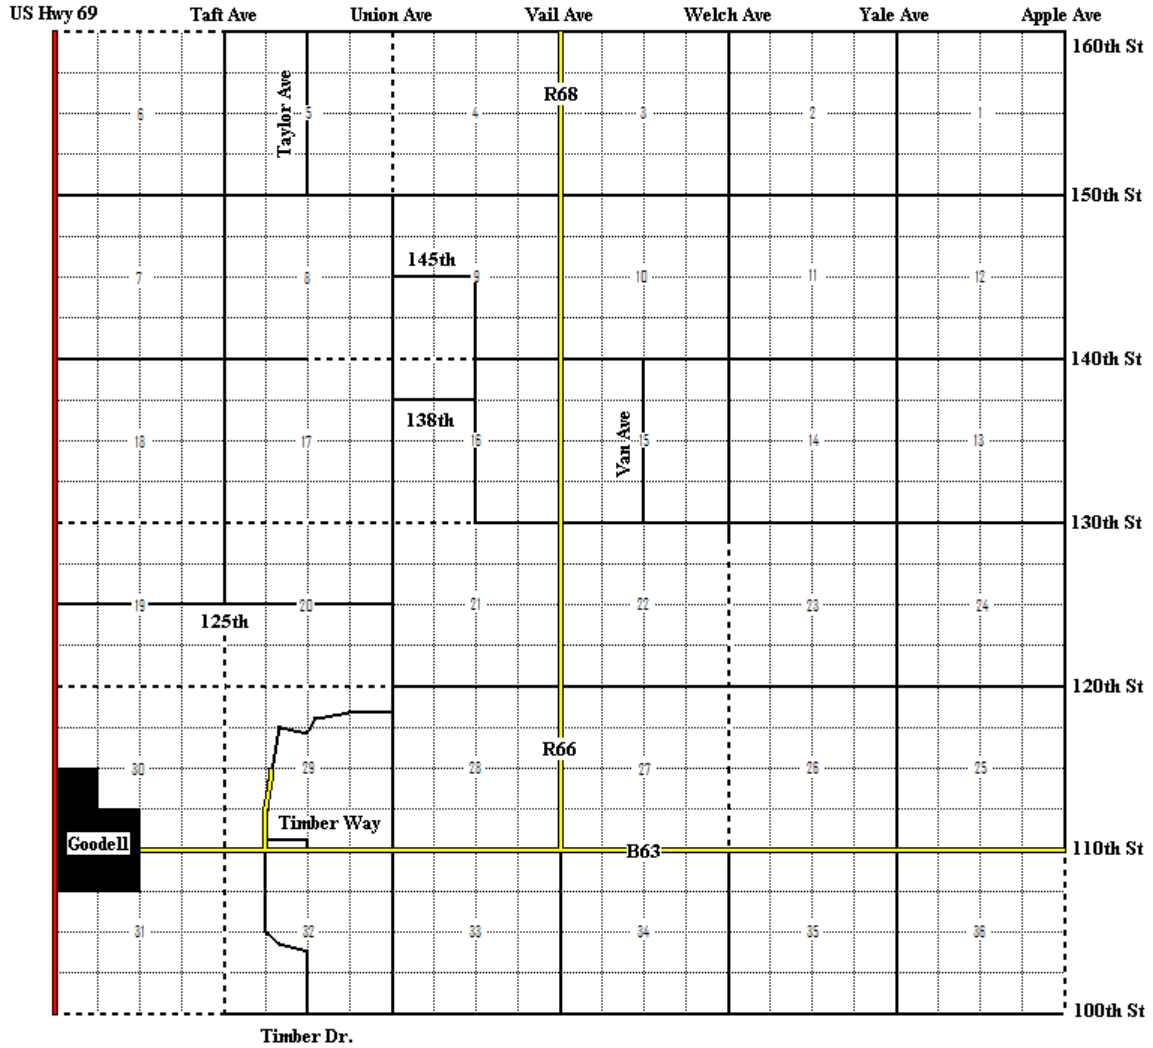 US Hwy 69 Taft Ave Union Ave Vail Ave Welch Ave Yale Ave Apple Ave
160th St
R68
Taylor Ave
6 5 4 3 2 1
150th St
145th
7 8 9 10 11 12
140th St
138th
Van Ave
18 17 16 15 14 13
130th St
19 20 21 22 23 24
125th
120th St
R66
30 29 28 27 26 25
Timber Way
Goodell
B63
110th St
31 32 33 34 35 36
100th St
Timber Dr.